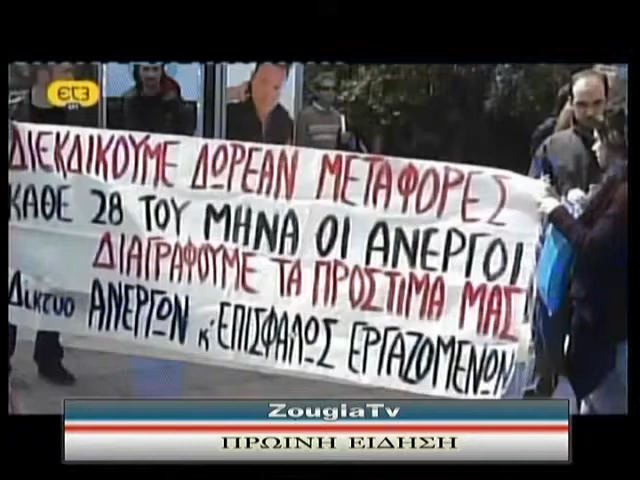 ετ3
ΔΙΕΚΔΙΚΟΥΜΕ ΔΩΡΕΑΝ ΜΕΤΑΦΟΡΕΣ
ΚΑΘΕ 28 ΤΟΥ ΜΗΝΑ ΟΙ ΑΝΕΡΓΟΙ
ΔΙΑΓΡΑΦΟΥΜΕ ΤΑ ΠΡΟΣΤΙΜΑ ΜΑΣ
Δίκτυο ΑΝΕΡΓΩΝ κ' ΕΠΙΣΦΑΛΩΣ ΕΡΓΑΖΟΜΕΝΩΝ
ZougiaTv
ΠΡΩΙΝΗ ΕΙΔΗΣΗ